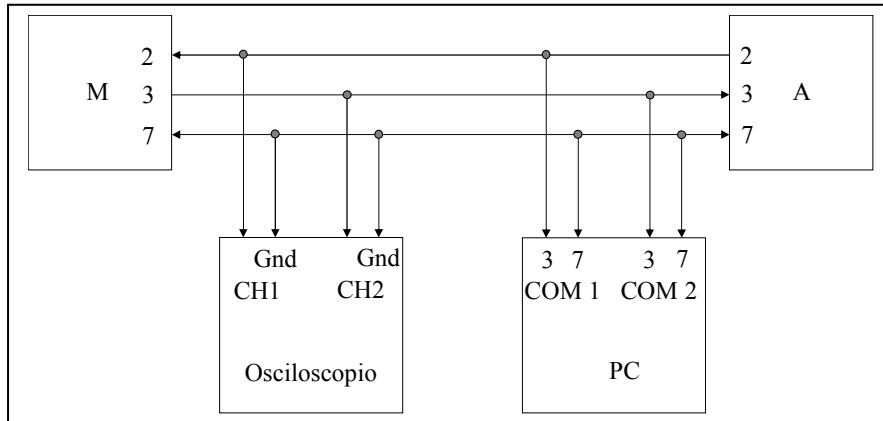 2
2
M
3
3
A
7
7
Gnd
Gnd
CH1
CH2
3 7
3 7
COM 1
COM 2
Osciloscopio
PC